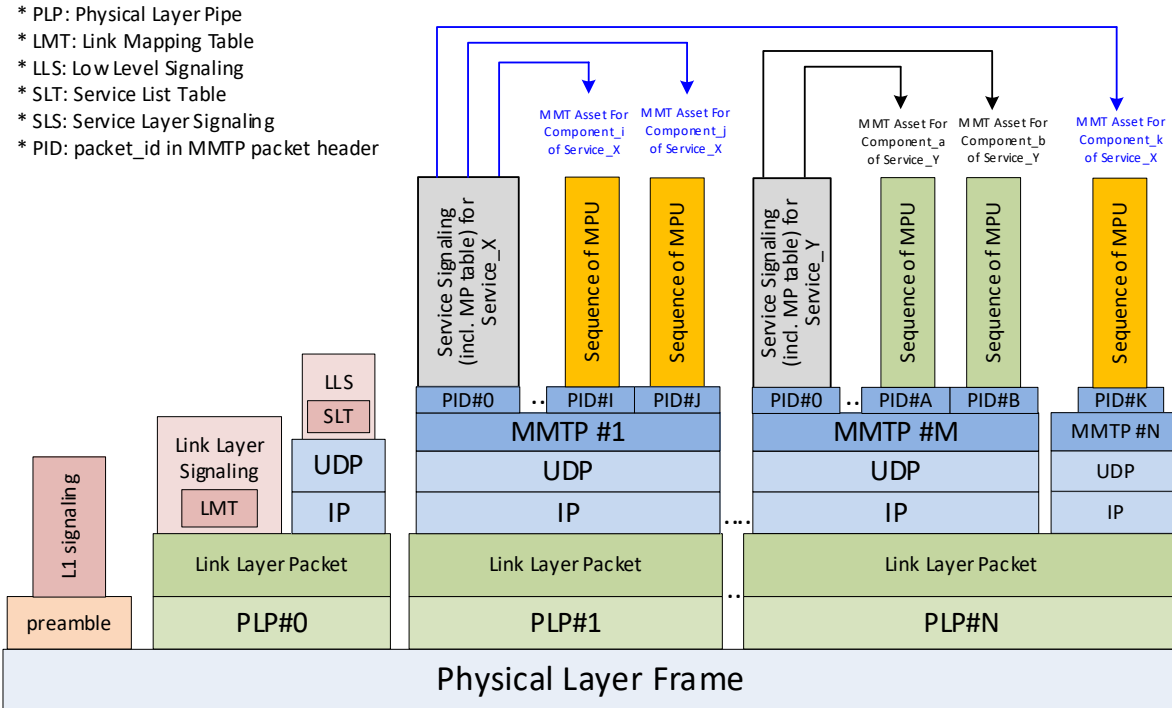 * PLP: Physical Layer Pipe
* LMT: Link Mapping Table
* LLS: Low Level Signaling
* SLT: Service List Table
* SLS: Service Layer Signaling
* PID: packet_id in MMTP packet header
MMT Asset For
Component_i
of Service_X
MMT Asset For
Component_j
of Service_X
MMT Asset For
Component_a
of Service_Y
MMT Asset For
Component_b
of Service_Y
MMT Asset For
Component_k
of Service_X
Service Signaling
(incl. MP table) for
Service_X
Sequence of MPU
Sequence of MPU
Service Signaling
(incl. MP table) for
Service_Y
Sequence of MPU
Sequence of MPU
Sequence of MPU
LLS
SLT
PID#0
..
PID#I
PID#J
PID#0
..
PID#A
PID#B
PID#K
Link Layer
Signaling
LMT
UDP
IP
MMTP #1
UDP
IP
....
MMTP #M
UDP
IP
MMTP #N
UDP
IP
L1 signaling
Link Layer Packet
Link Layer Packet
Link Layer Packet
preamble
PLP#0
PLP#1
..
PLP#N
Physical Layer Frame